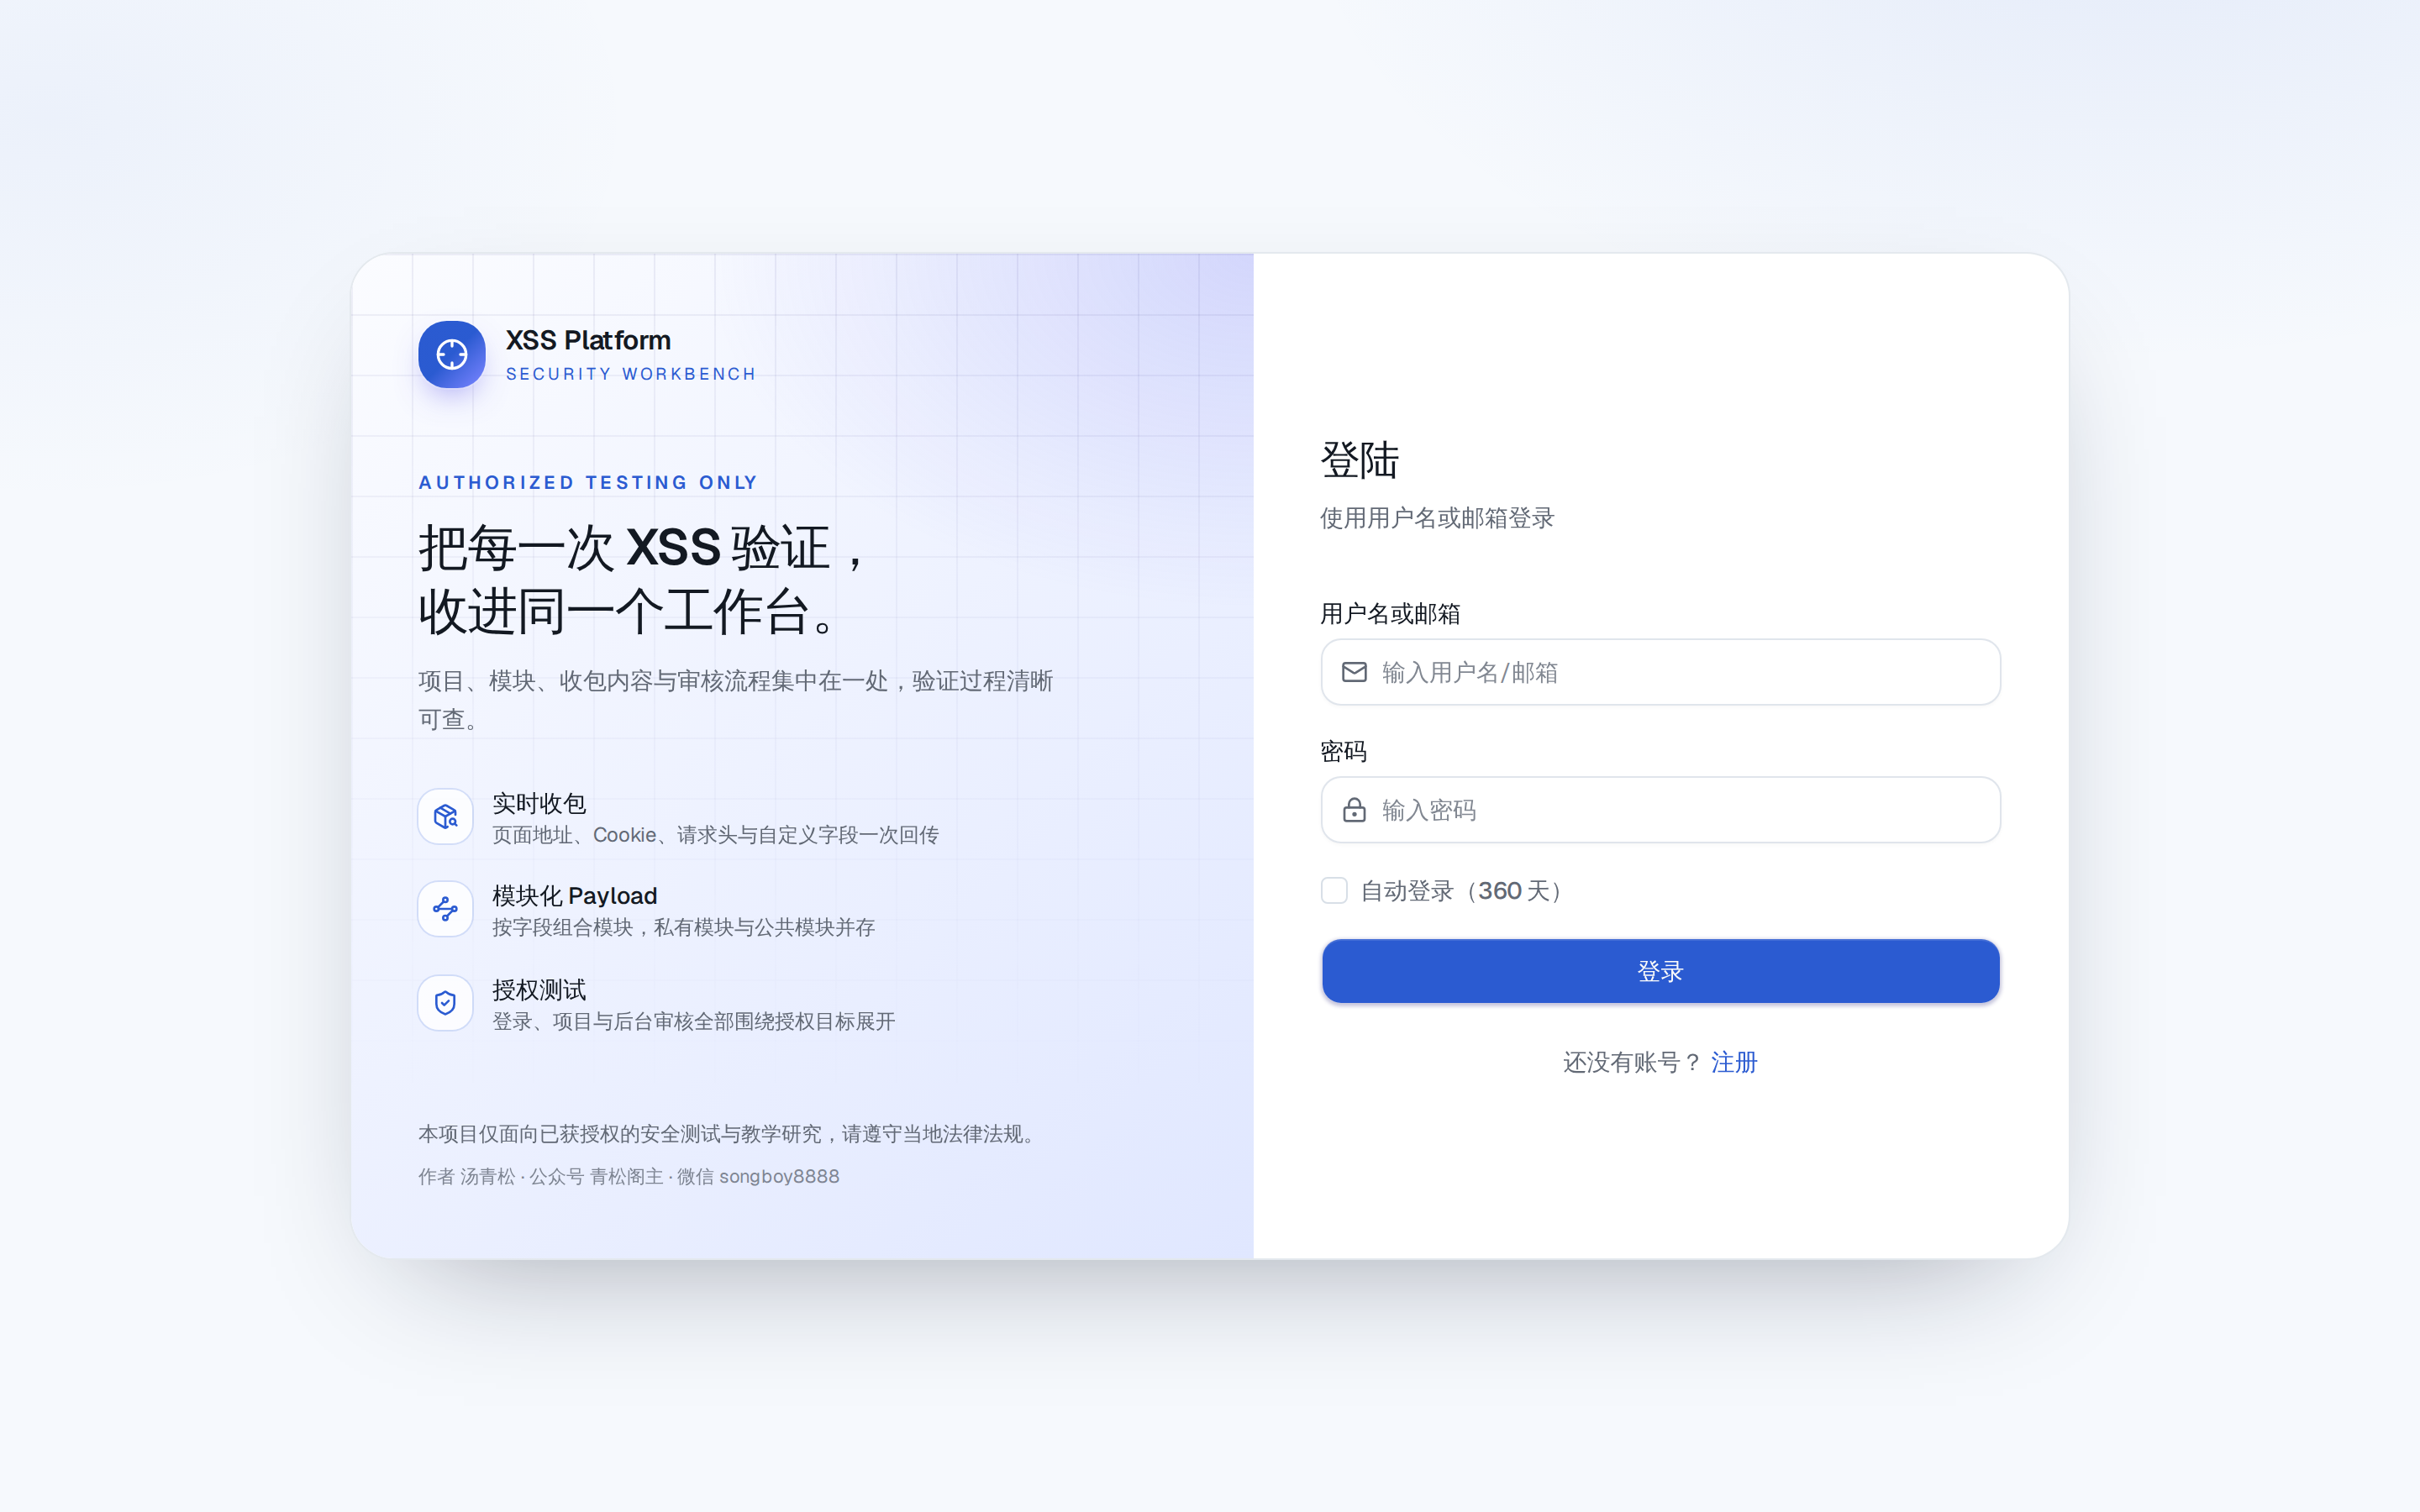 XSS Platform
SECURITY WORKBENCH
AUTHORIZED TESTING ONLY
把每一次 XSS 验证，
收进同一个工作台。
项目、模块、收包内容与审核流程集中在一处，验证过程清晰
可查。
实时收包
页面地址、Cookie、请求头与自定义字段一次回传
模块化 Payload
按字段组合模块，私有模块与公共模块并存
授权测试
登录、项目与后台审核全部围绕授权目标展开
本项目仅面向已获授权的安全测试与教学研究，请遵守当地法律法规。
作者 汤青松 · 公众号 青松阁主 · 微信 songboy8888
登陆
使用用户名或邮箱登录
用户名或邮箱
输入用户名/邮箱
密码
输入密码
自动登录（360 天）
登录
还没有账号？ 注册